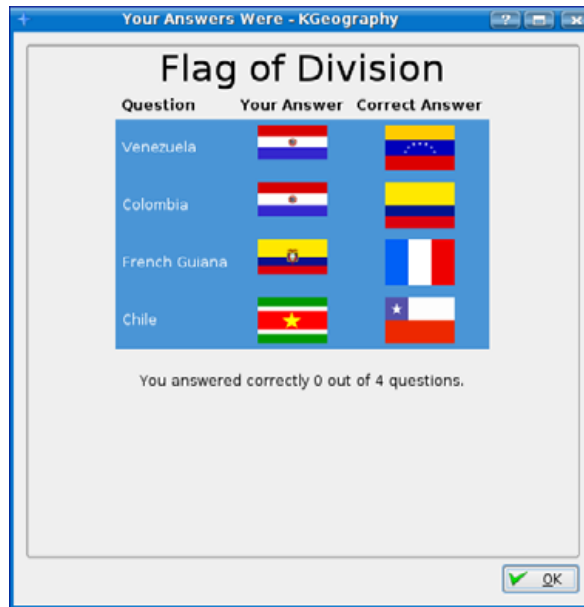 Your Answers Were - KGeography
Flag of Division
Question Your Answer Correct Answer
Venezuela
Colombia
French Guiana
Chile
You answered correctly 0 out of 4 questions.
OK